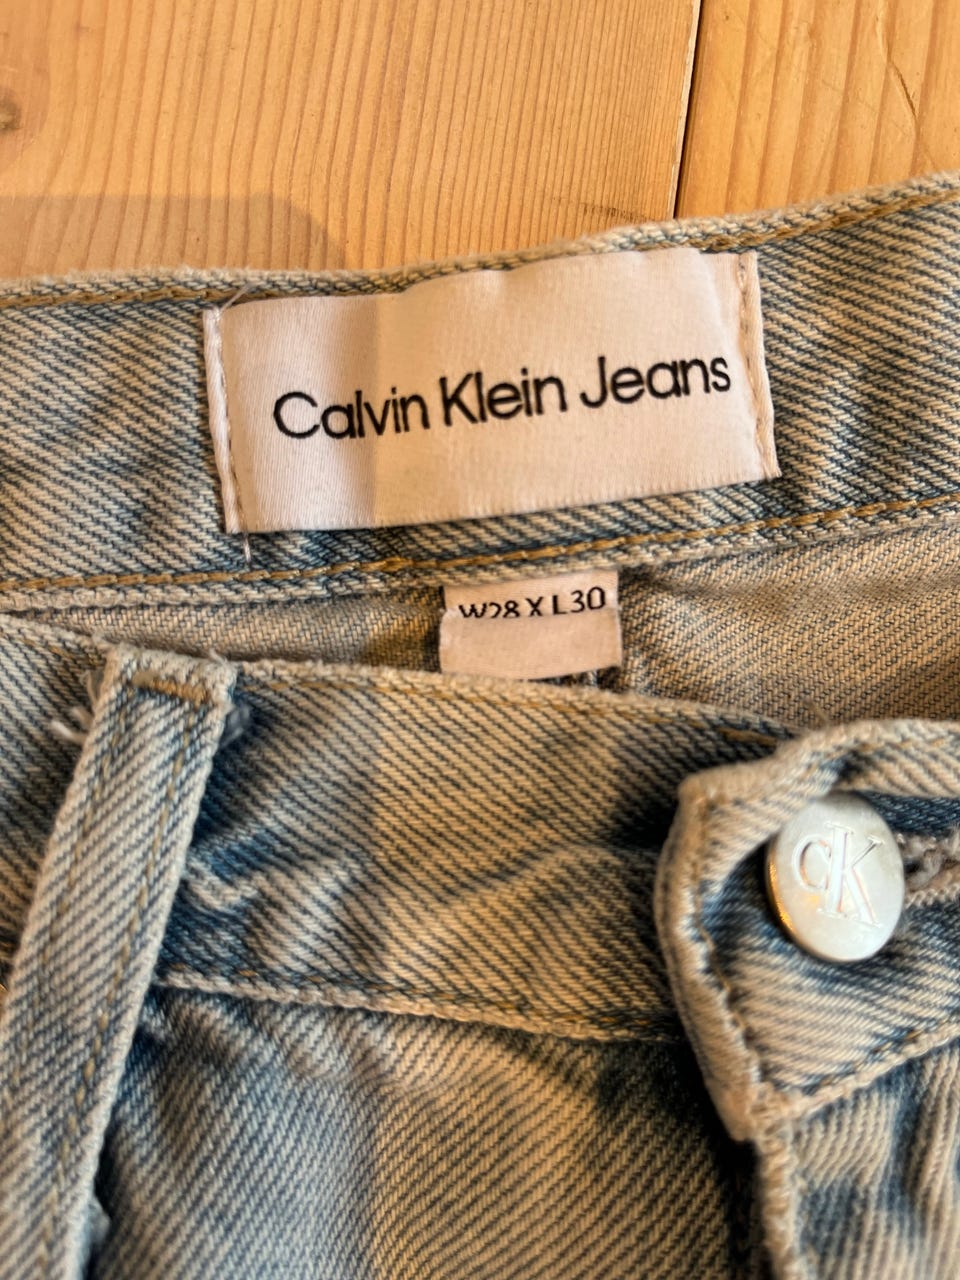 Calvin Klein Jeans
W28 X L30
CK